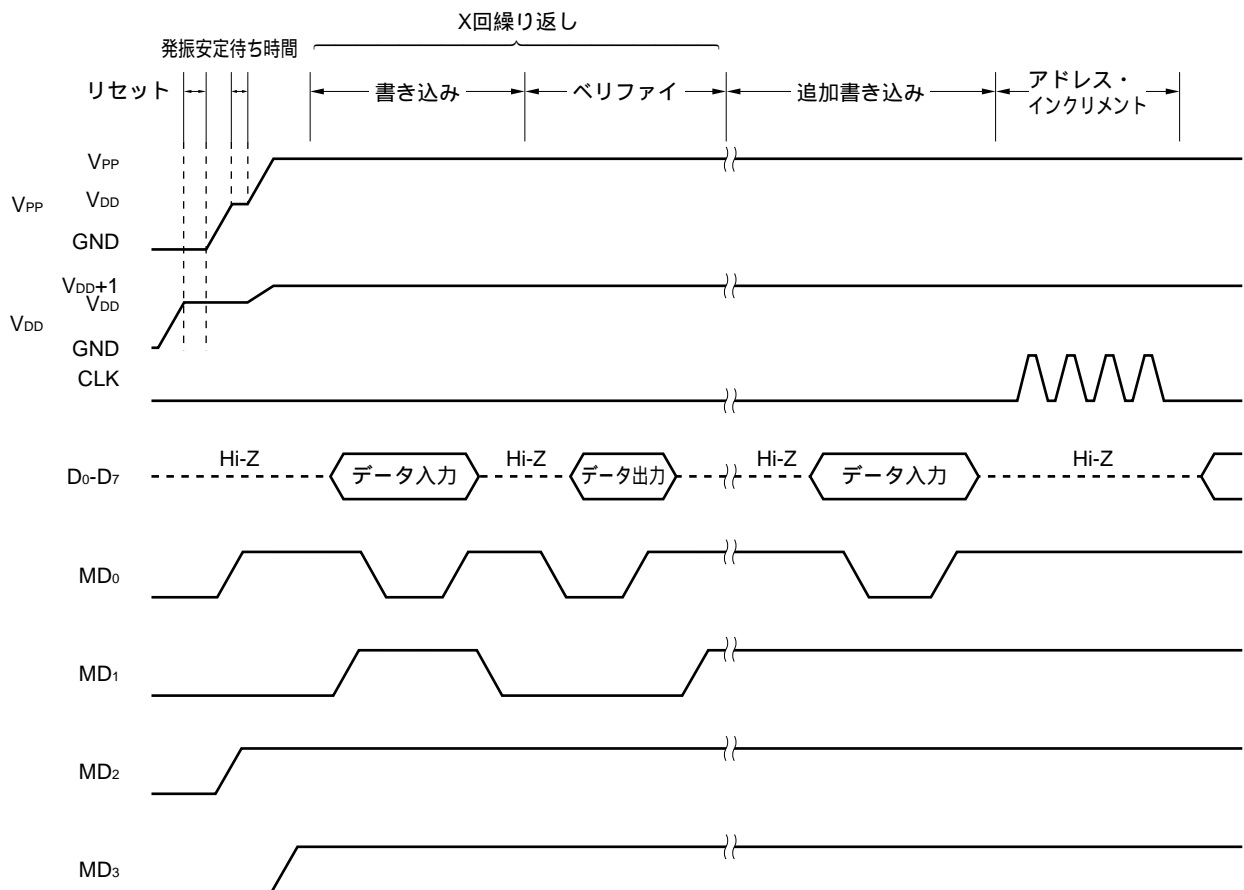 X回繰り返し
発振安定待ち時間
リセット
書き込み
ベリファイ
追加書き込み
アドレス・
インクリメント
VPP
VPP
VDD
GND
VDD
VDD+1
VDD
GND
CLK
D0-D7
Hi-Z
データ入力
Hi-Z
データ出力
Hi-Z
データ入力
Hi-Z
MD0
MD1
MD2
MD3